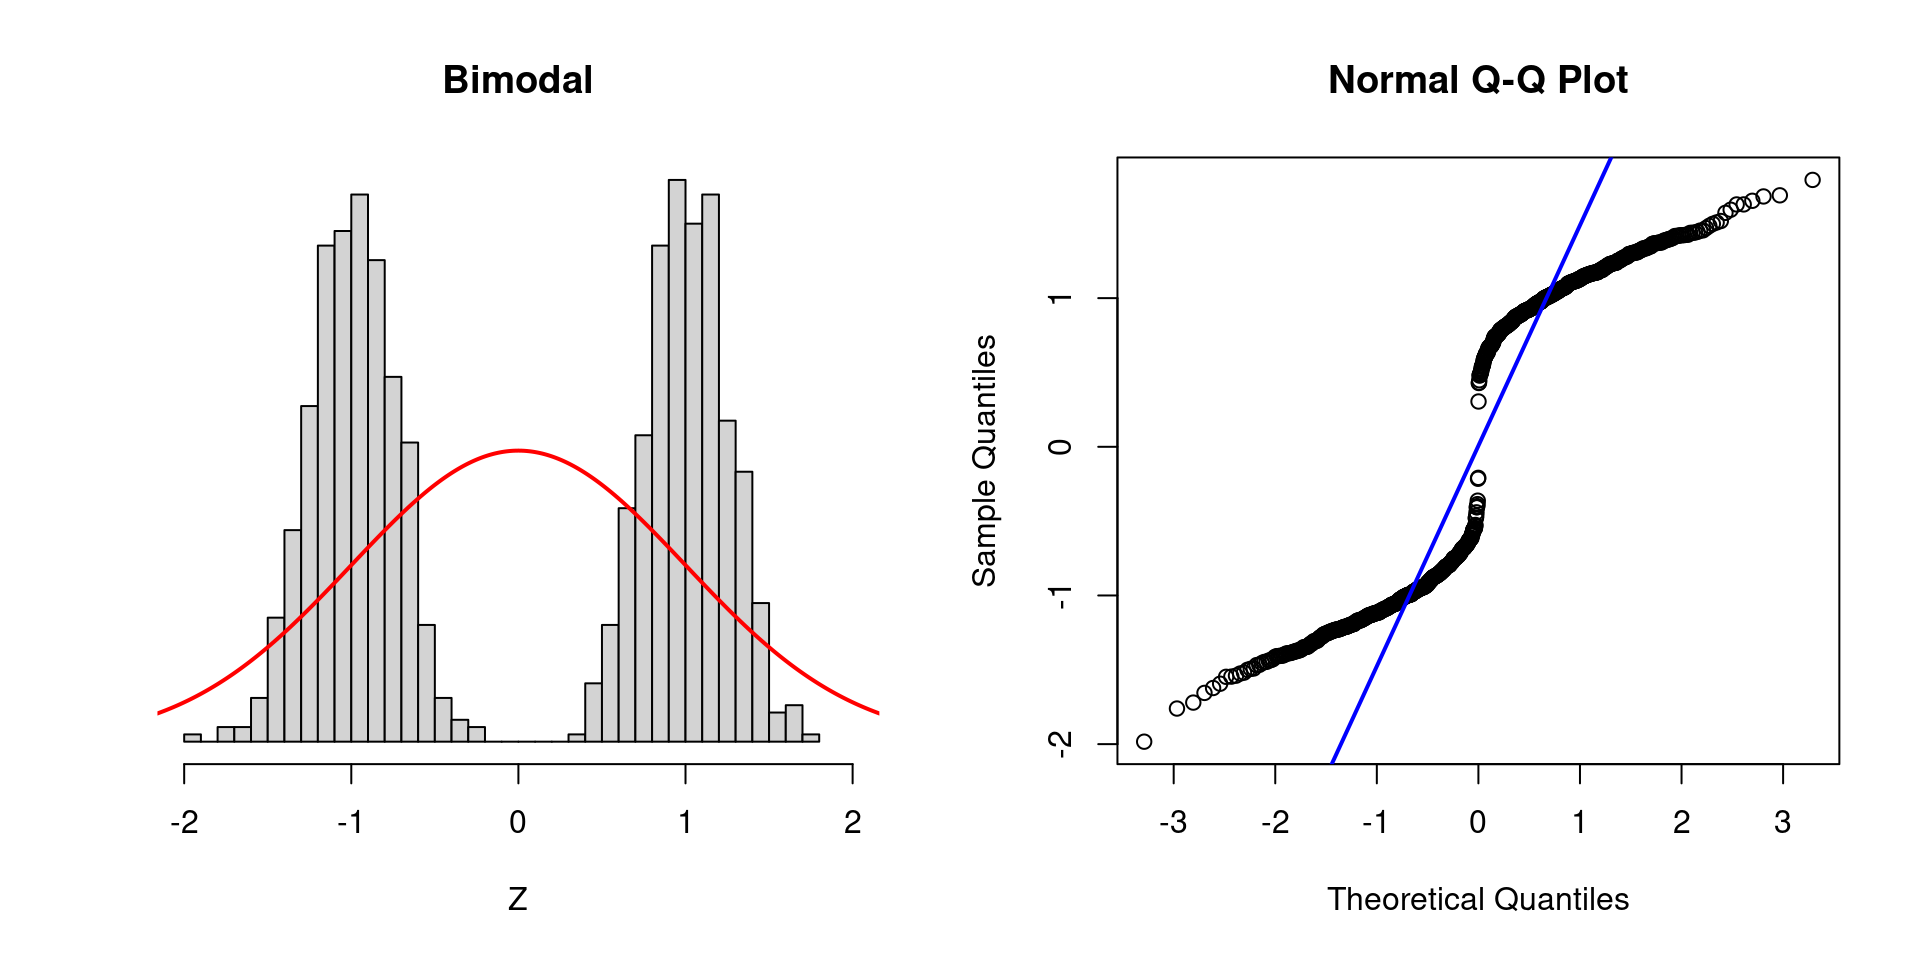 Bimodal
-2 -1 0 1 2
Z
Normal Q-Q Plot
Sample Quantiles
1
0
-1
-2
-3 -2 -1 0 1 2 3
Theoretical Quantiles